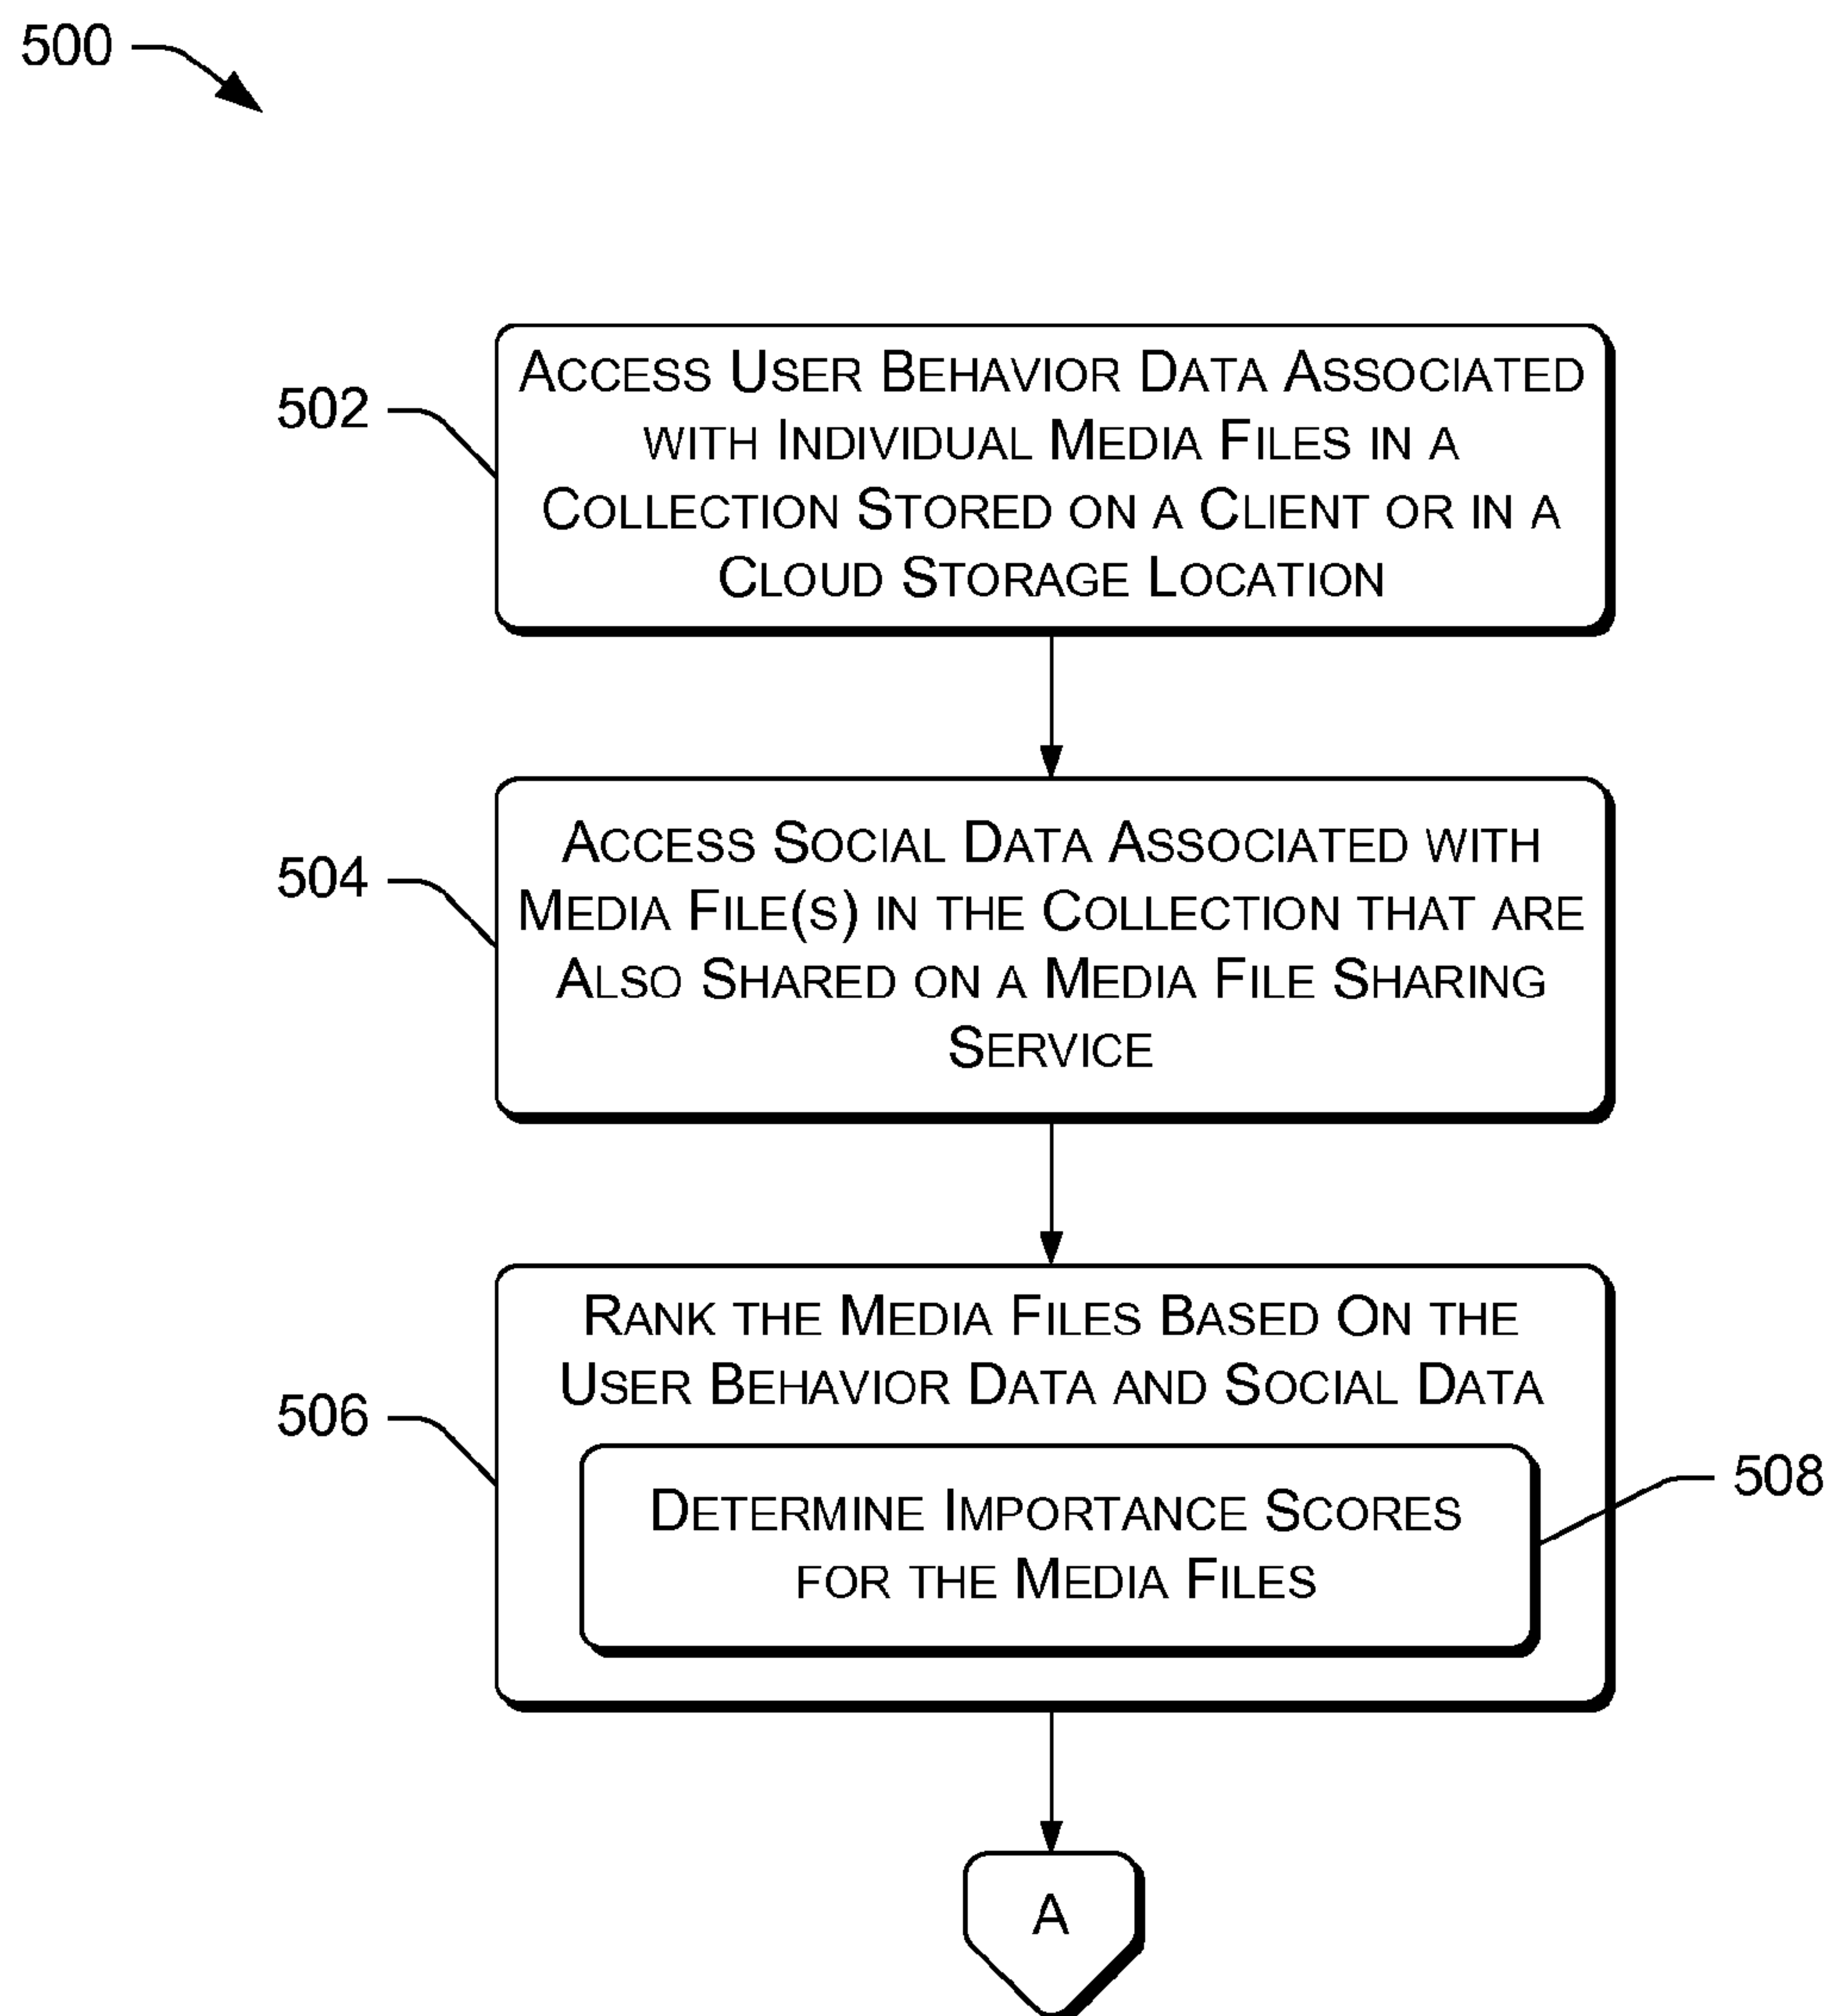 500
502
ACCESS USER BEHAVIOR DATA ASSOCIATED
WITH INDIVIDUAL MEDIA FILES IN A
COLLECTION STORED ON A CLIENT OR IN A
CLOUD STORAGE LOCATION
504
ACCESS SOCIAL DATA ASSOCIATED WITH
MEDIA FILE(S) IN THE COLLECTION THAT ARE
ALSO SHARED ON A MEDIA FILE SHARING
SERVICE
506
RANK THE MEDIA FILES BASED ON THE
USER BEHAVIOR DATA AND SOCIAL DATA
508
DETERMINE IMPORTANCE SCORES
FOR THE MEDIA FILES
A